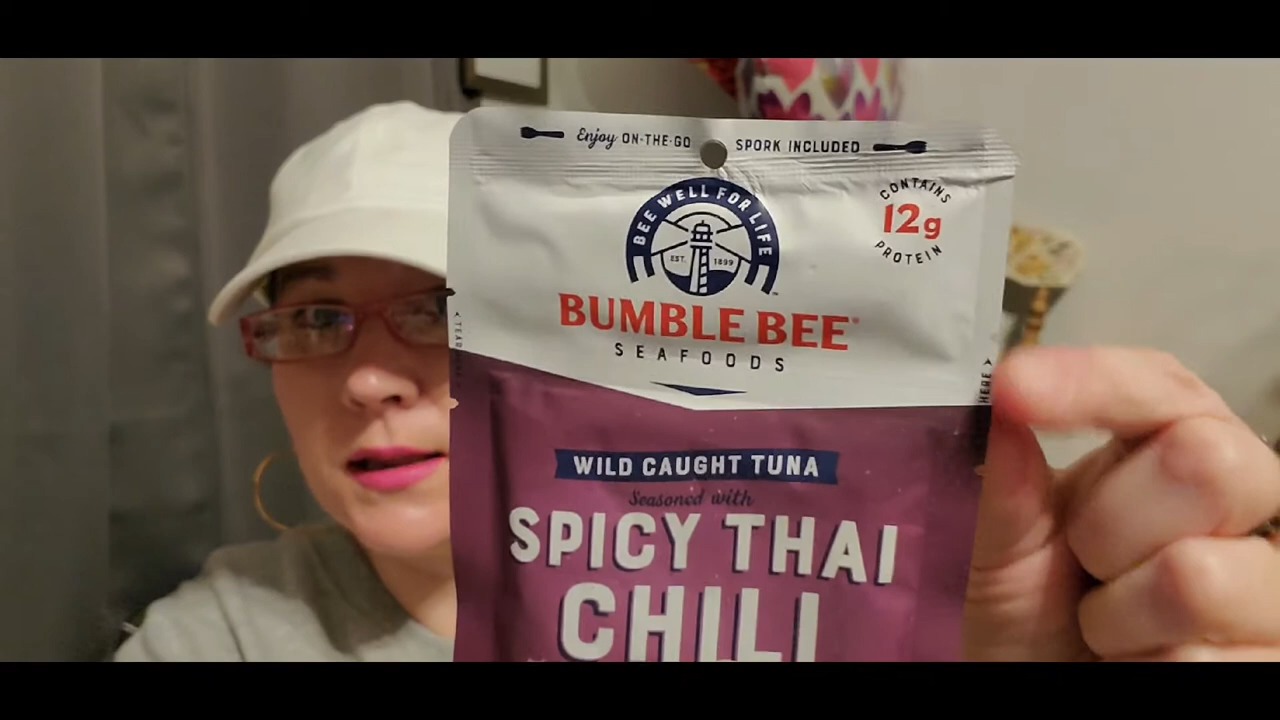 Enjoy ON-THE-GO SPORK INCLUDED
BEE WELL FOR LIFE
EST. 1899
CONTAINS
12g
PROTEIN
BUMBLE BEE®
SEAFOODS
HERE >
WILD CAUGHT TUNA
Seasoned with
SPICY THAI
CHILI